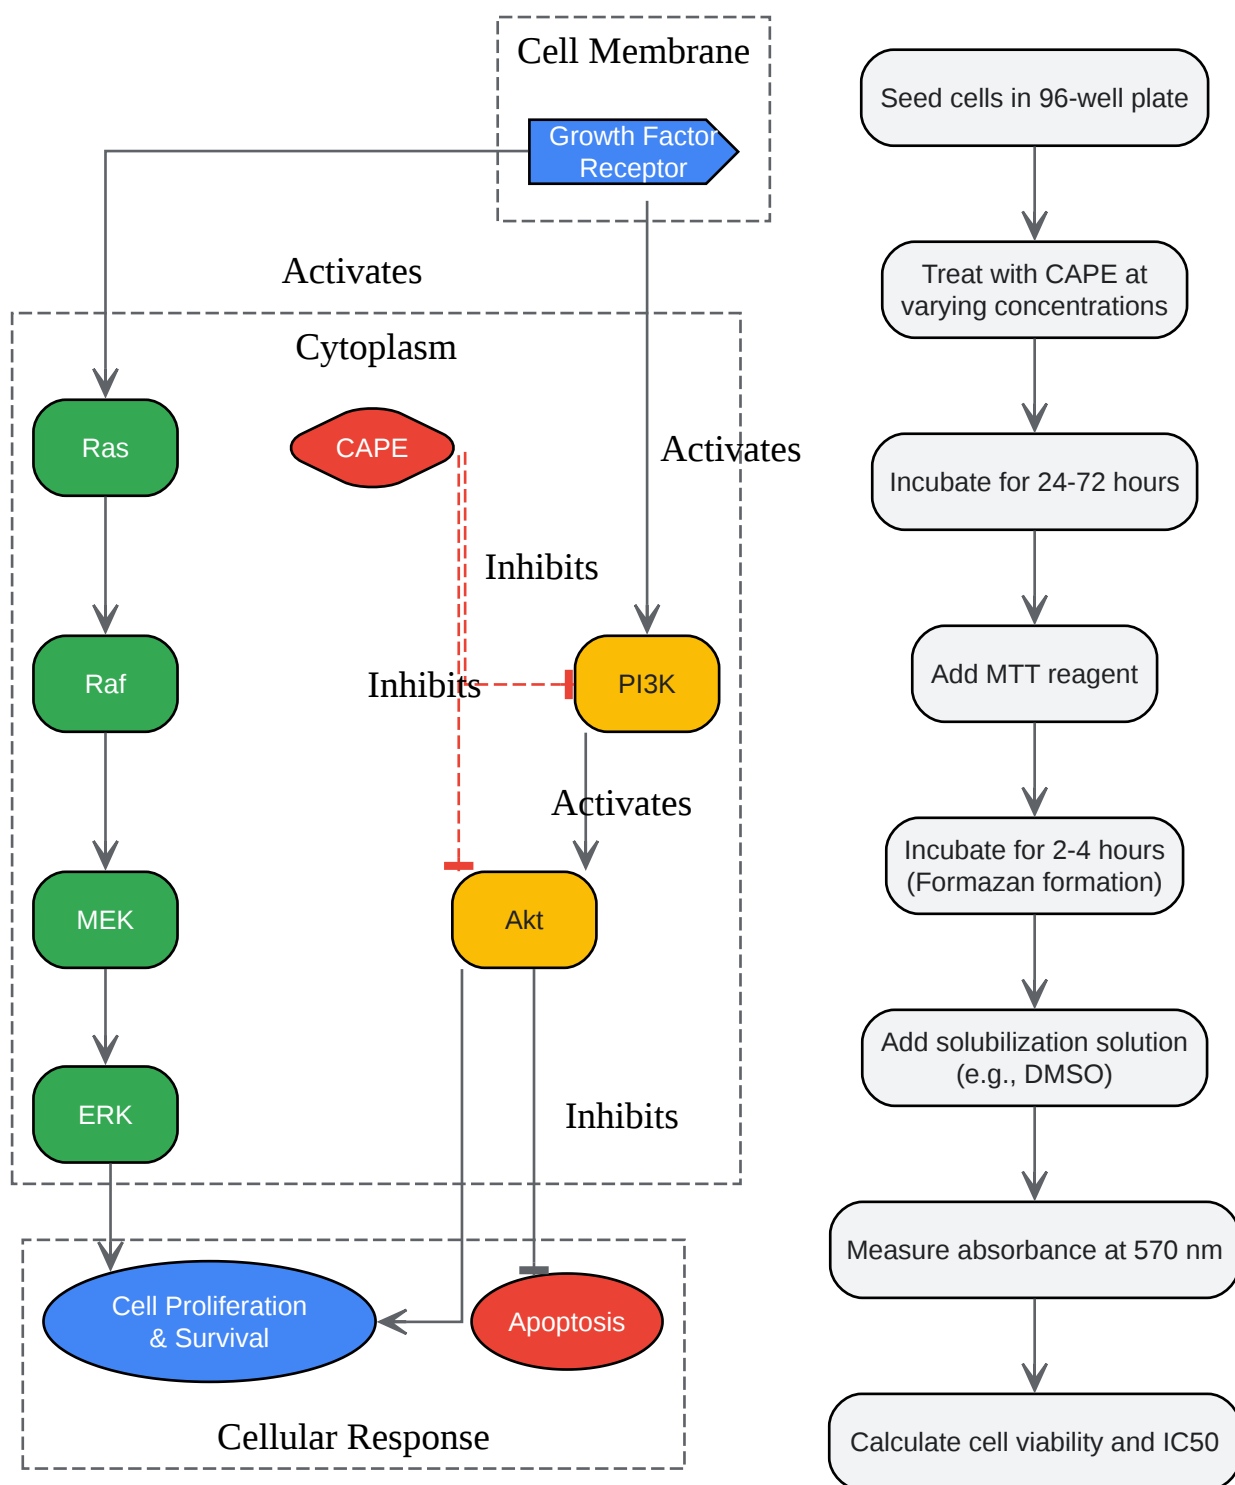 Cell Membrane
Growth Factor
Receptor
Activates
Cytoplasm
Ras
CAPE
Activates
Inhibits
Raf
Inhibits
PI3K
Activates
MEK
Akt
ERK
Inhibits
Cell Proliferation
& Survival
Apoptosis
Cellular Response
Seed cells in 96-well plate
Treat with CAPE at
varying concentrations
Incubate for 24-72 hours
Add MTT reagent
Incubate for 2-4 hours
(Formazan formation)
Add solubilization solution
(e.g., DMSO)
Measure absorbance at 570 nm
Calculate cell viability and IC50